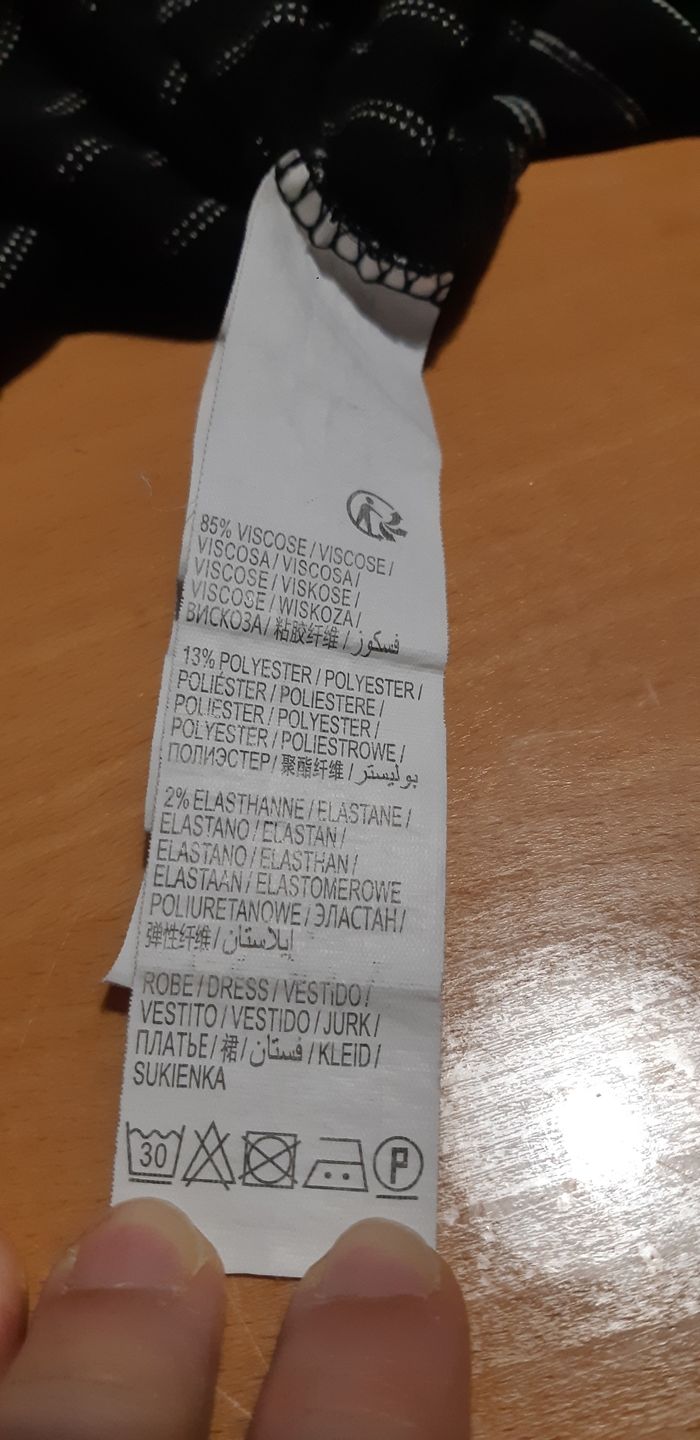 85% VISCOSE / VISCOSE /
VISCOSA / VISCOSA /
VISCOSE / VISKOSE /
VISCOSE / WISKOZA /
ВИСКОЗА / 粘胶纤维 / فسكوز
13% POLYESTER / POLYESTER /
POLIÉSTER / POLIESTERE /
POLIESTER / POLYESTER /
POLYESTER / POLIESTROWE /
ПОЛИЭСТЕР / 聚酯纤维 / بوليستر
2% ELASTHANNE / ELASTANE /
ELASTANO / ELASTAN /
ELASTANO / ELASTHAN /
ELASTAAN / ELASTOMEROWE
POLIURETANOWE / ЭЛАСТАН /
弹性纤维 / إيلاستان
ROBE / DRESS / VESTIDO /
VESTITO / VESTIDO / JURK /
ПЛАТЬЕ / 裙 / فستان / KLEID /
SUKIENKA
30 P